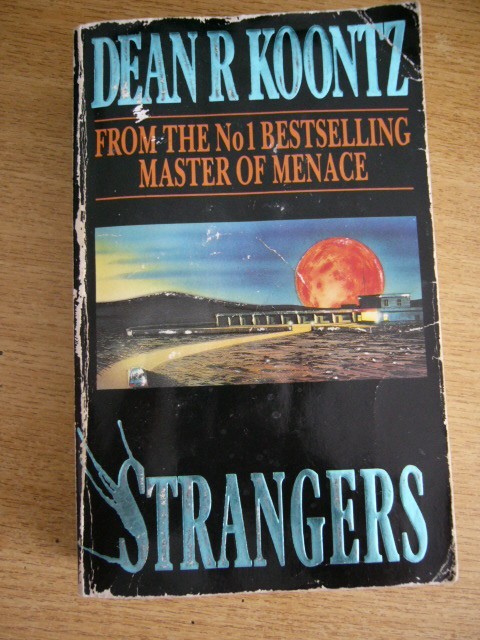 DEAN R KOONTZ
FROM THE No1 BESTSELLING
MASTER OF MENACE
STRANGERS